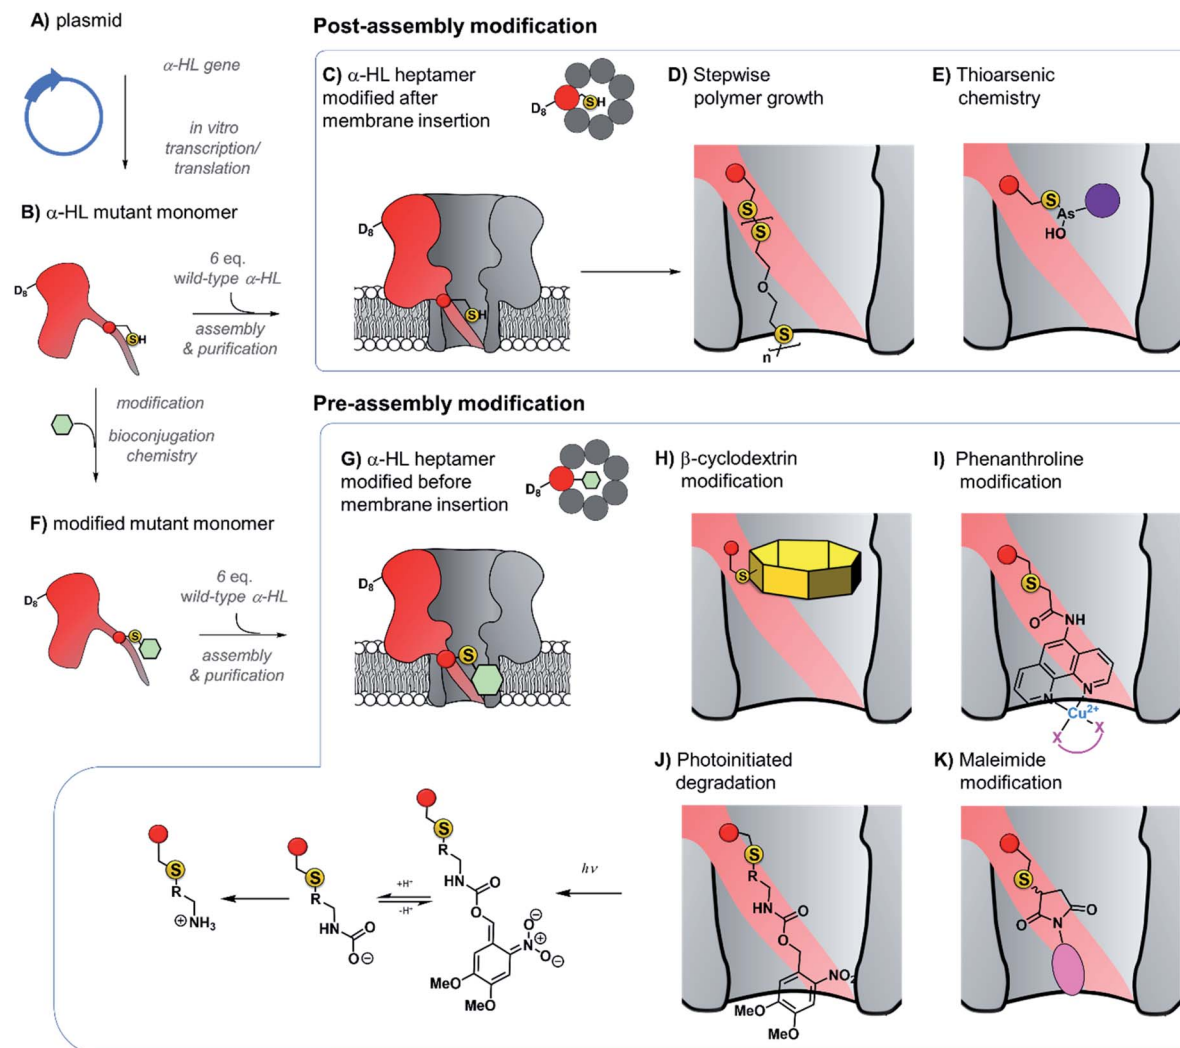 A) plasmid
α-HL gene
in vitro
transcription/
translation
B) α-HL mutant monomer
D8
SH
6 eq.
wild-type α-HL
assembly
& purification
modification
bioconjugation
chemistry
F) modified mutant monomer
D8
S
6 eq.
wild-type α-HL
assembly
& purification
Post-assembly modification
C) α-HL heptamer
modified after
membrane insertion
D8
SH
D8
SH
D) Stepwise
polymer growth
S
S
O
S
n
E) Thioarsenic
chemistry
S
As
HO
Pre-assembly modification
G) α-HL heptamer
modified before
membrane insertion
D8
D8
S
H) β-cyclodextrin
modification
S
I) Phenanthroline
modification
S
O
NH
N
N
Cu2+
X
X
J) Photoinitiated
degradation
S
R
NH
O
O
NO2
MeO
MeO
K) Maleimide
modification
S
O
N
O
hν
S
R
NH
O
O
O⊖
N⊕
O⊖
MeO
MeO
+H+
-H+
S
R
NH
O
O⊖
S
R
⊕NH3